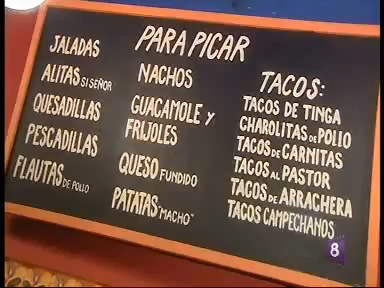 PARA PICAR
JALADAS
ALITAS SI SEÑOR
QUESADILLAS
PESCADILLAS
FLAUTAS DE POLLO
NACHOS
GUACAMOLE Y
FRIJOLES
QUESO FUNDIDO
PATATAS "MACHO"
TACOS:
TACOS DE TINGA
CHAROLITAS DE POLLO
TACOS DE CARNITAS
TACOS AL PASTOR
TACOS DE ARRACHERA
TACOS CAMPECHANOS
8